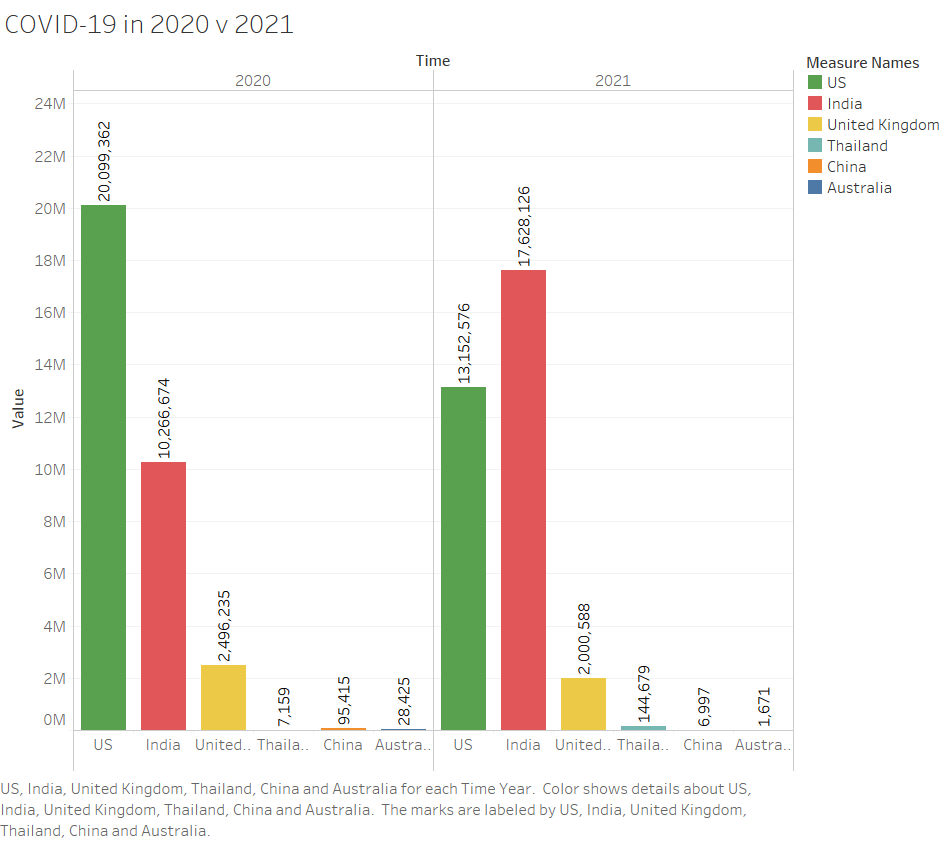 COVID-19 in 2020 v 2021
Time
2020
2021
Value
24M
22M
20M
18M
16M
14M
12M
10M
8M
6M
4M
2M
0M
20,099,362
10,266,674
2,496,235
7,159
95,415
28,425
13,152,576
17,628,126
2,000,588
144,679
6,997
1,671
US India United.. Thaila.. China Austra.. US India United.. Thaila.. China Austra..
Measure Names
US
India
United Kingdom
Thailand
China
Australia
US, India, United Kingdom, Thailand, China and Australia for each Time Year. Color shows details about US,
India, United Kingdom, Thailand, China and Australia. The marks are labeled by US, India, United Kingdom,
Thailand, China and Australia.